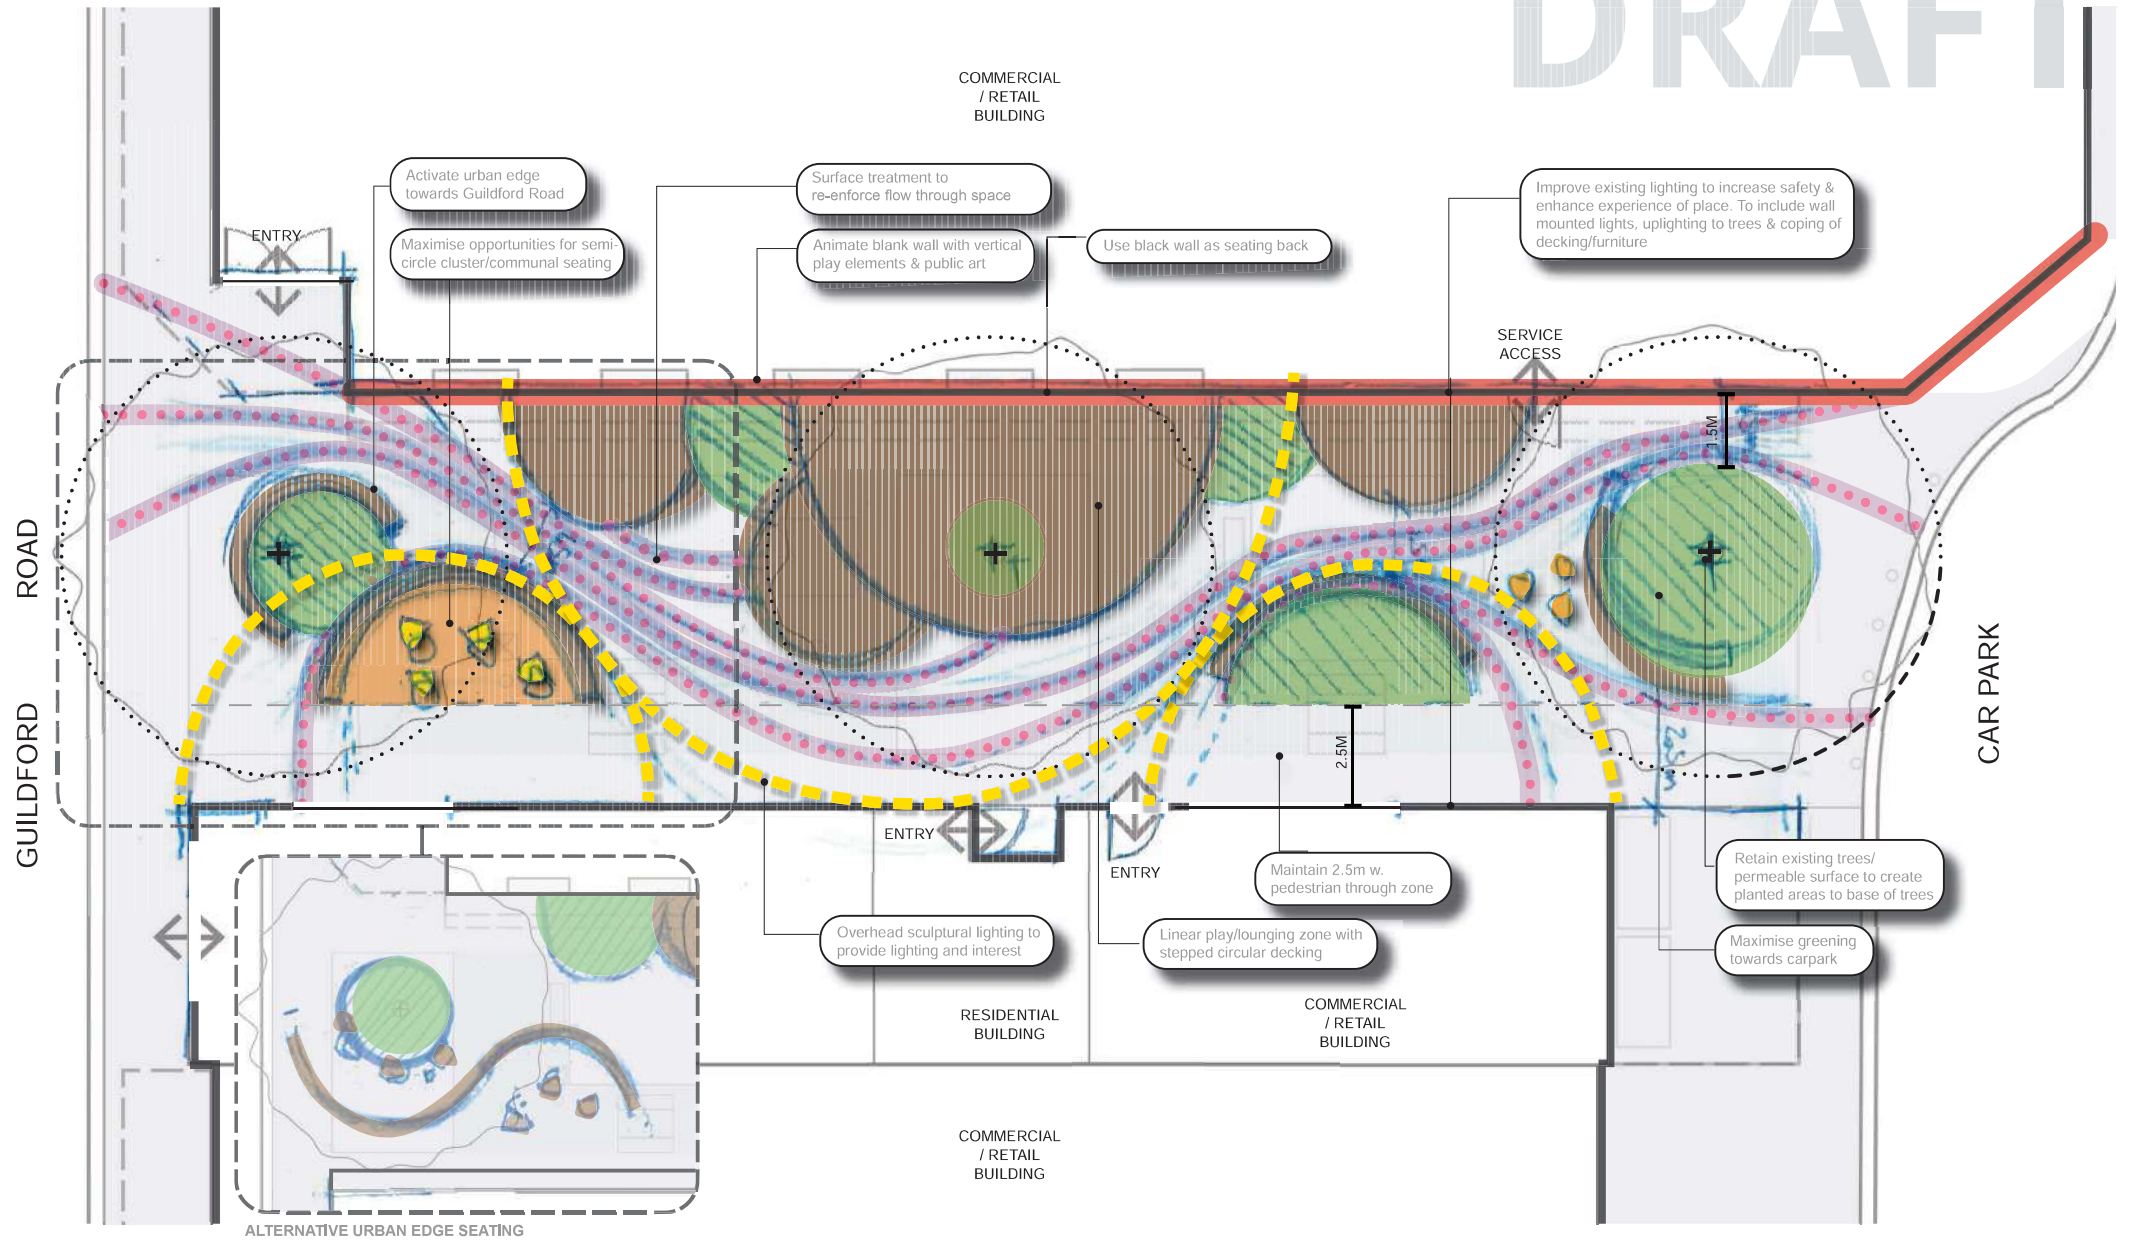 DRAFT
COMMERCIAL
/ RETAIL
BUILDING
Activate urban edge
towards Guildford Road
Surface treatment to
re-enforce flow through space
Improve existing lighting to increase safety &
enhance experience of place. To include wall
mounted lights, uplighting to trees & coping of
decking/furniture
ENTRY
Maximise opportunities for semi-
circle cluster/communal seating
Animate blank wall with vertical
play elements & public art
Use black wall as seating back
SERVICE
ACCESS
1.5M
GUILDFORD ROAD
CAR PARK
2.5M
ENTRY
ENTRY
Maintain 2.5m w.
pedestrian through zone
Retain existing trees/
permeable surface to create
planted areas to base of trees
Overhead sculptural lighting to
provide lighting and interest
Linear play/lounging zone with
stepped circular decking
Maximise greening
towards carpark
RESIDENTIAL
BUILDING
COMMERCIAL
/ RETAIL
BUILDING
COMMERCIAL
/ RETAIL
BUILDING
ALTERNATIVE URBAN EDGE SEATING